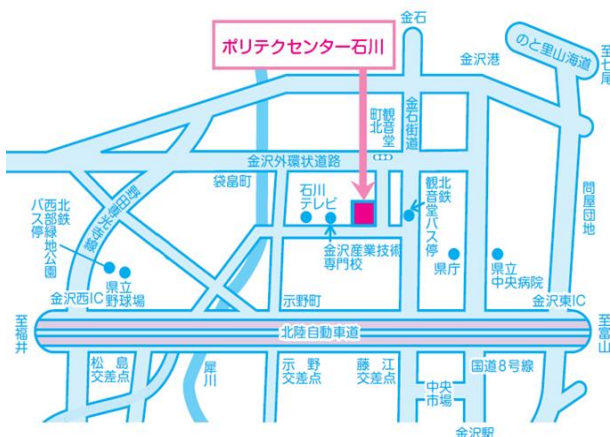 金石
ポリテクセンター石川
のと里山海道
至七尾
金沢港
金石街道
観音堂
町北
金沢外環状道路
袋畠町
石川
テレビ
北鉄
観音堂バス停
問屋団地
野田専光寺線
北鉄
西部緑地公園
バス停
金沢産業技術
専門校
県庁
県立
中央病院
県立
野球場
金沢西IC
示野町
金沢東IC
至福井
北陸自動車道
至富山
松島
交差点
犀川
示野
交差点
藤江
交差点
国道8号線
中央
市場
金沢駅